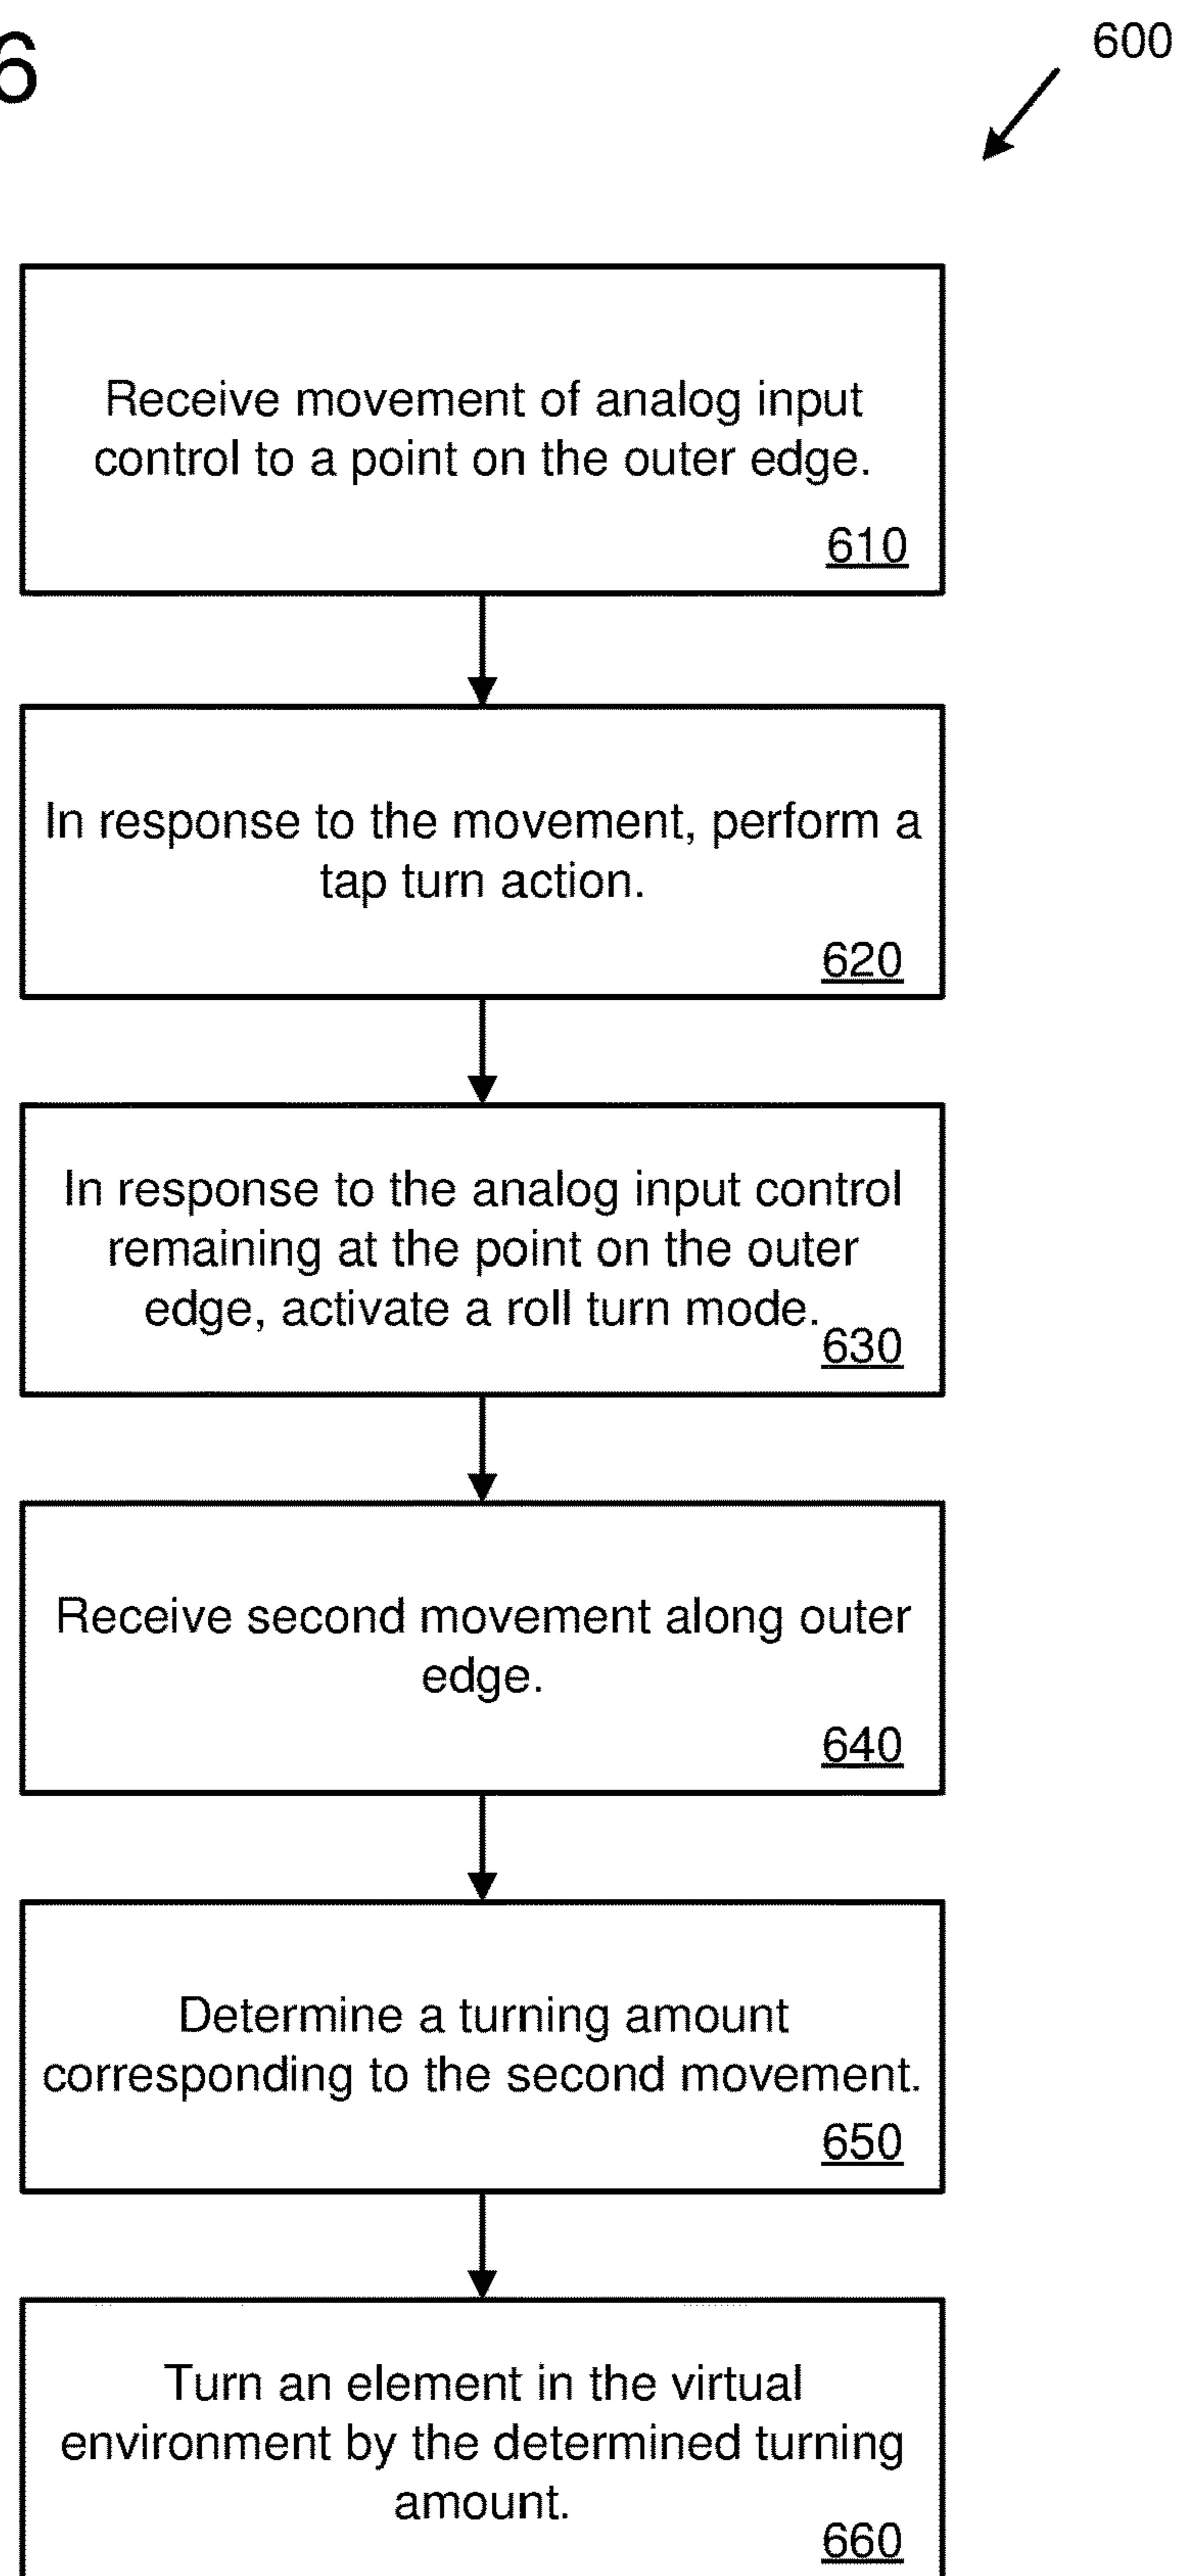 6
600
Receive movement of analog input
control to a point on the outer edge.
610
In response to the movement, perform a
tap turn action.
620
In response to the analog input control
remaining at the point on the outer
edge, activate a roll turn mode.
630
Receive second movement along outer
edge.
640
Determine a turning amount
corresponding to the second movement.
650
Turn an element in the virtual
environment by the determined turning
amount.
660